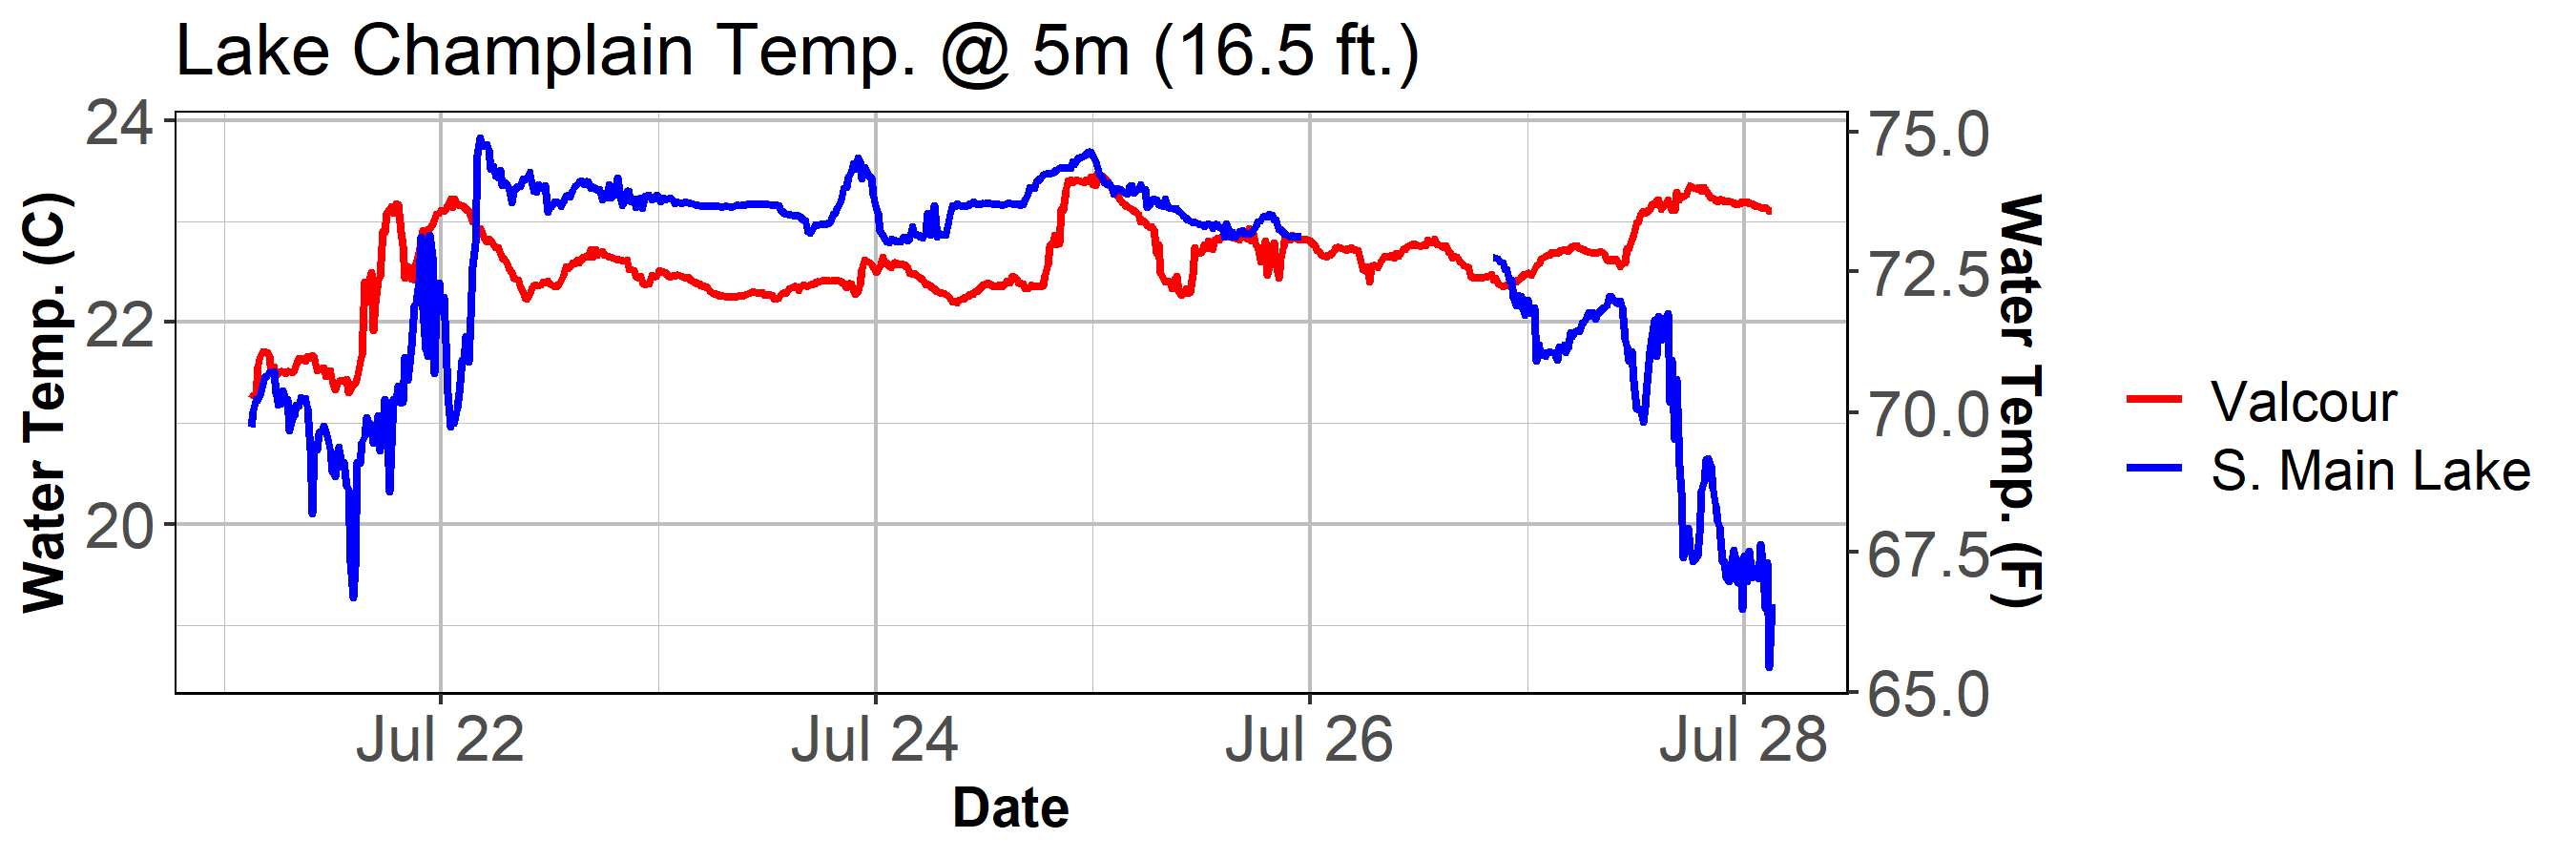 Lake Champlain Temp. @ 5m (16.5 ft.)
Water Temp. (C)
24
22
20
75.0
72.5
70.0
67.5
65.0
Water Temp. (F)
Jul 22
Jul 24
Jul 26
Jul 28
Date
Valcour
S. Main Lake